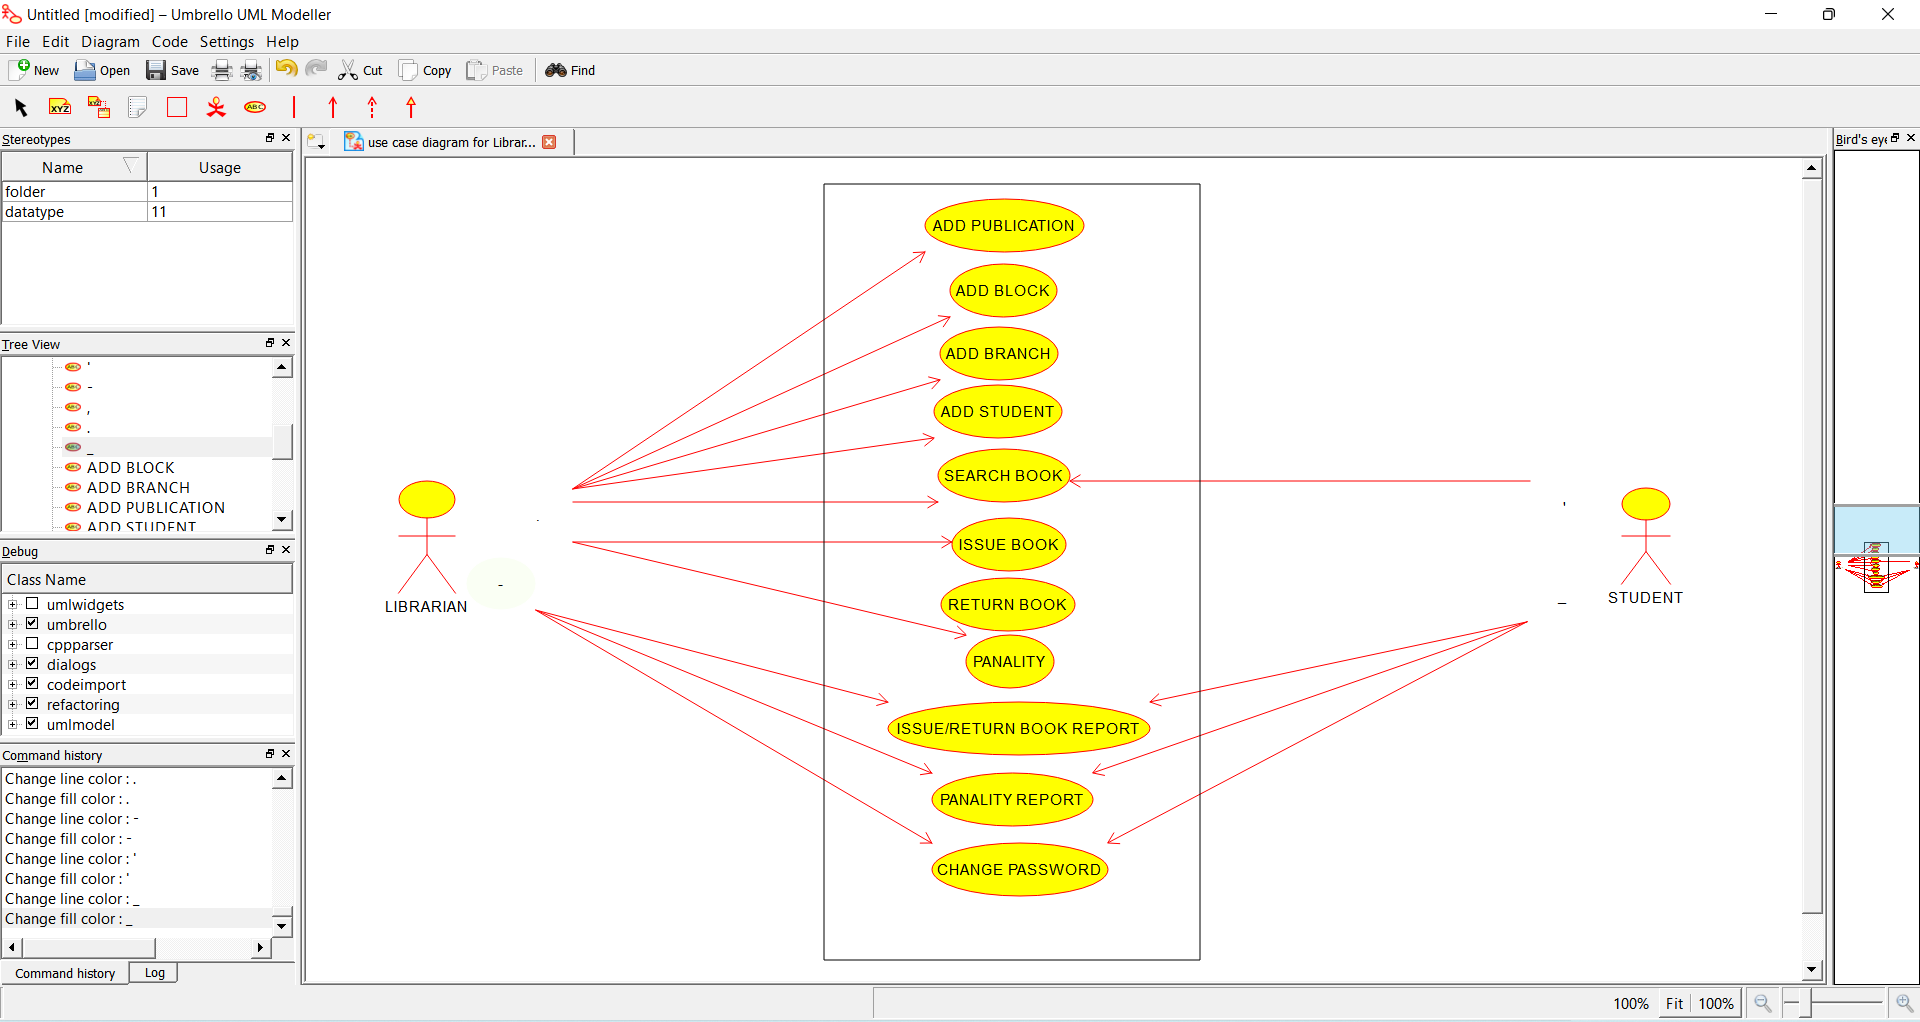 Untitled [modified] – Umbrello UML Modeller
File Edit Diagram Code Settings Help
New Open Save Cut Copy Paste Find
XYZ XYZ ABC
Stereotypes
Name Usage
folder 1
datatype 11
Tree View
'
-
,
.
_
ADD BLOCK
ADD BRANCH
ADD PUBLICATION
ADD STUDENT
Debug
Class Name
umlwidgets
umbrello
cppparser
dialogs
codeimport
refactoring
umlmodel
Command history
Change line color : .
Change fill color : .
Change line color : -
Change fill color : -
Change line color : '
Change fill color : '
Change line color : _
Change fill color : _
Command history Log
use case diagram for Librar...
ADD PUBLICATION
ADD BLOCK
ADD BRANCH
ADD STUDENT
SEARCH BOOK
ISSUE BOOK
RETURN BOOK
PANALITY
ISSUE/RETURN BOOK REPORT
PANALITY REPORT
CHANGE PASSWORD
.
-
LIBRARIAN
'
_
STUDENT
Bird's eye
100% Fit 100%